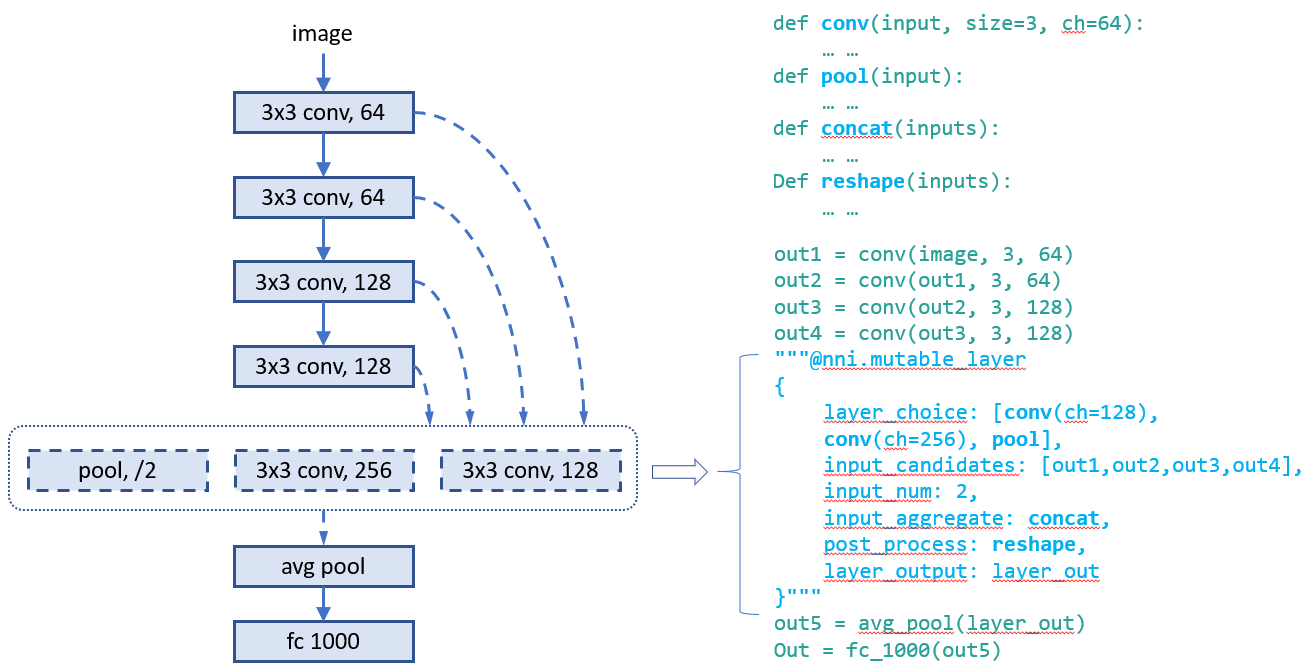 image
3x3 conv, 64
3x3 conv, 64
3x3 conv, 128
3x3 conv, 128
pool, /2
3x3 conv, 256
3x3 conv, 128
avg pool
fc 1000
def conv(input, size=3, ch=64):
… …
def pool(input):
… …
def concat(inputs):
… …
Def reshape(inputs):
… …
out1 = conv(image, 3, 64)
out2 = conv(out1, 3, 64)
out3 = conv(out2, 3, 128)
out4 = conv(out3, 3, 128)
"""@nni.mutable_layer
{
layer_choice: [conv(ch=128),
conv(ch=256), pool],
input_candidates: [out1,out2,out3,out4],
input_num: 2,
input_aggregate: concat,
post_process: reshape,
layer_output: layer_out
}"""
out5 = avg_pool(layer_out)
Out = fc_1000(out5)